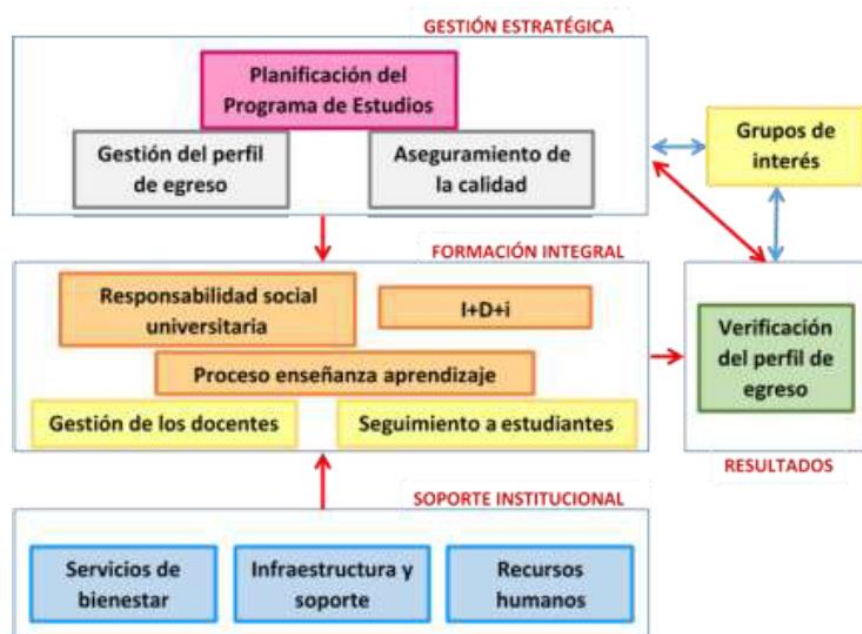 GESTIÓN ESTRATÉGICA
Planificación del
Programa de Estudios
Gestión del perfil
de egreso
Aseguramiento de
la calidad
Grupos de
interés
FORMACIÓN INTEGRAL
Responsabilidad social
universitaria
I+D+i
Proceso enseñanza aprendizaje
Gestión de los docentes
Seguimiento a estudiantes
Verificación
del perfil de
egreso
RESULTADOS
SOPORTE INSTITUCIONAL
Servicios de
bienestar
Infraestructura y
soporte
Recursos
humanos